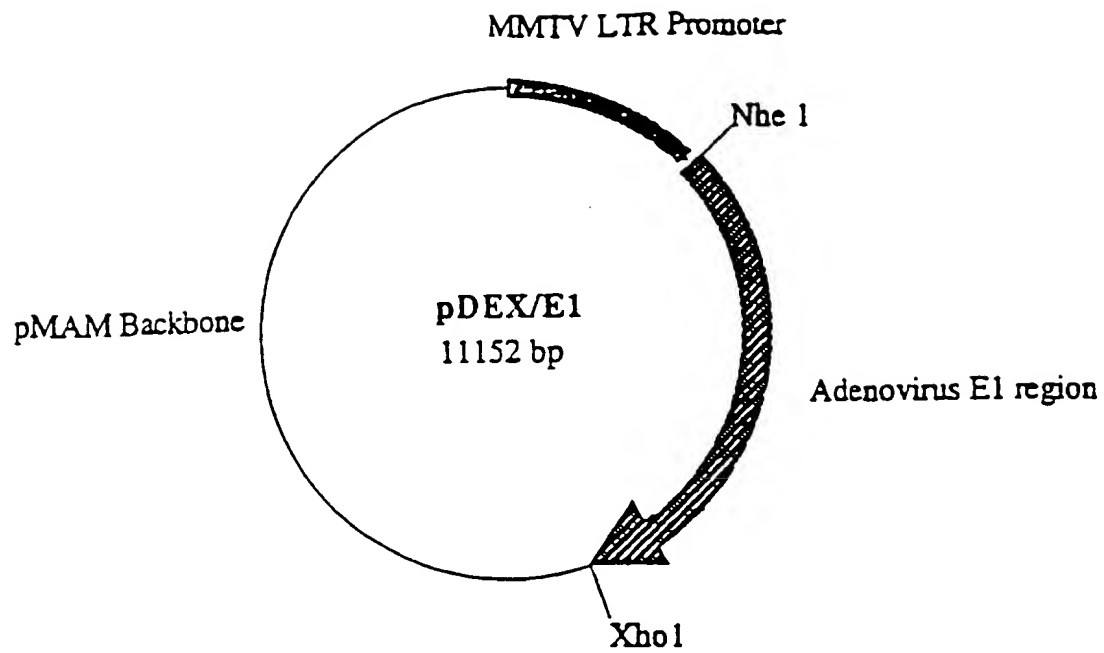 MMTV LTR Promoter
Nhe 1
pDEX/E1
11152 bp
pMAM Backbone
Adenovirus E1 region
Xho1